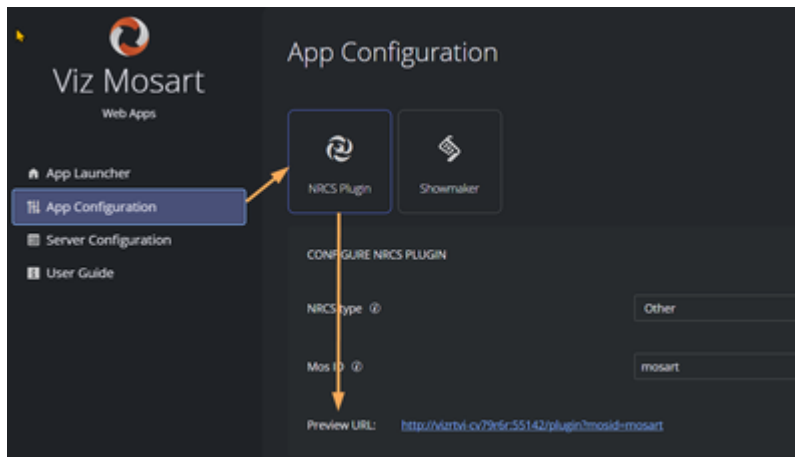 Viz Mosart
Web Apps
App Launcher
App Configuration
Server Configuration
User Guide
App Configuration
NRCS Plugin
Showmaker
CONFIGURE NRCS PLUGIN
NRCS type
Other
Mos ID
mosart
Preview URL: http://vizrtvi-cv79r6r:55142/plugin?mosid=mosart